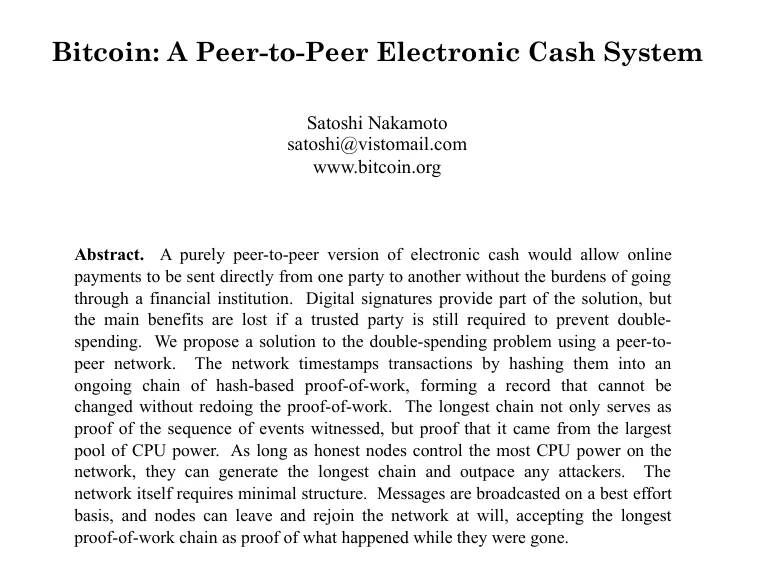 Bitcoin: A Peer-to-Peer Electronic Cash System
Satoshi Nakamoto
satoshi@vistomail.com
www.bitcoin.org
Abstract. A purely peer-to-peer version of electronic cash would allow online
payments to be sent directly from one party to another without the burdens of going
through a financial institution. Digital signatures provide part of the solution, but
the main benefits are lost if a trusted party is still required to prevent double-
spending. We propose a solution to the double-spending problem using a peer-to-
peer network. The network timestamps transactions by hashing them into an
ongoing chain of hash-based proof-of-work, forming a record that cannot be
changed without redoing the proof-of-work. The longest chain not only serves as
proof of the sequence of events witnessed, but proof that it came from the largest
pool of CPU power. As long as honest nodes control the most CPU power on the
network, they can generate the longest chain and outpace any attackers. The
network itself requires minimal structure. Messages are broadcasted on a best effort
basis, and nodes can leave and rejoin the network at will, accepting the longest
proof-of-work chain as proof of what happened while they were gone.